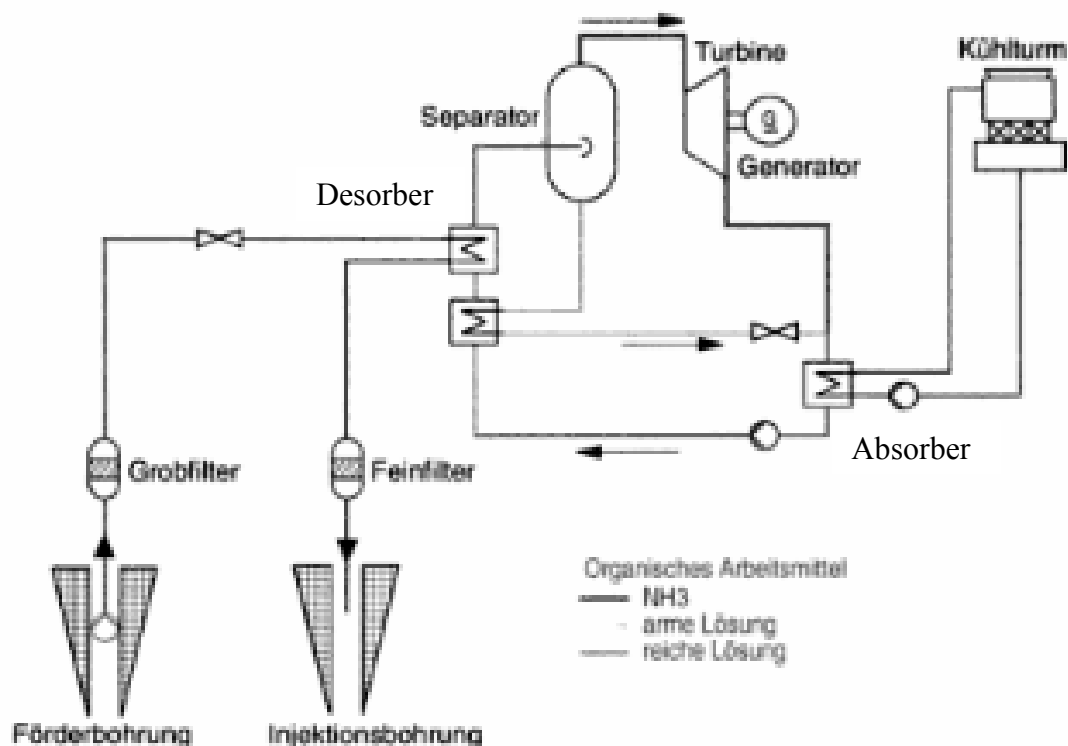 Turbine
Kühlturm
Separator
g
Generator
Desorber
Absorber
Grobfilter
Feinfilter
Organisches Arbeitsmittel
NH3
arme Lösung
reiche Lösung
Förderbohrung
Injektionsbohrung